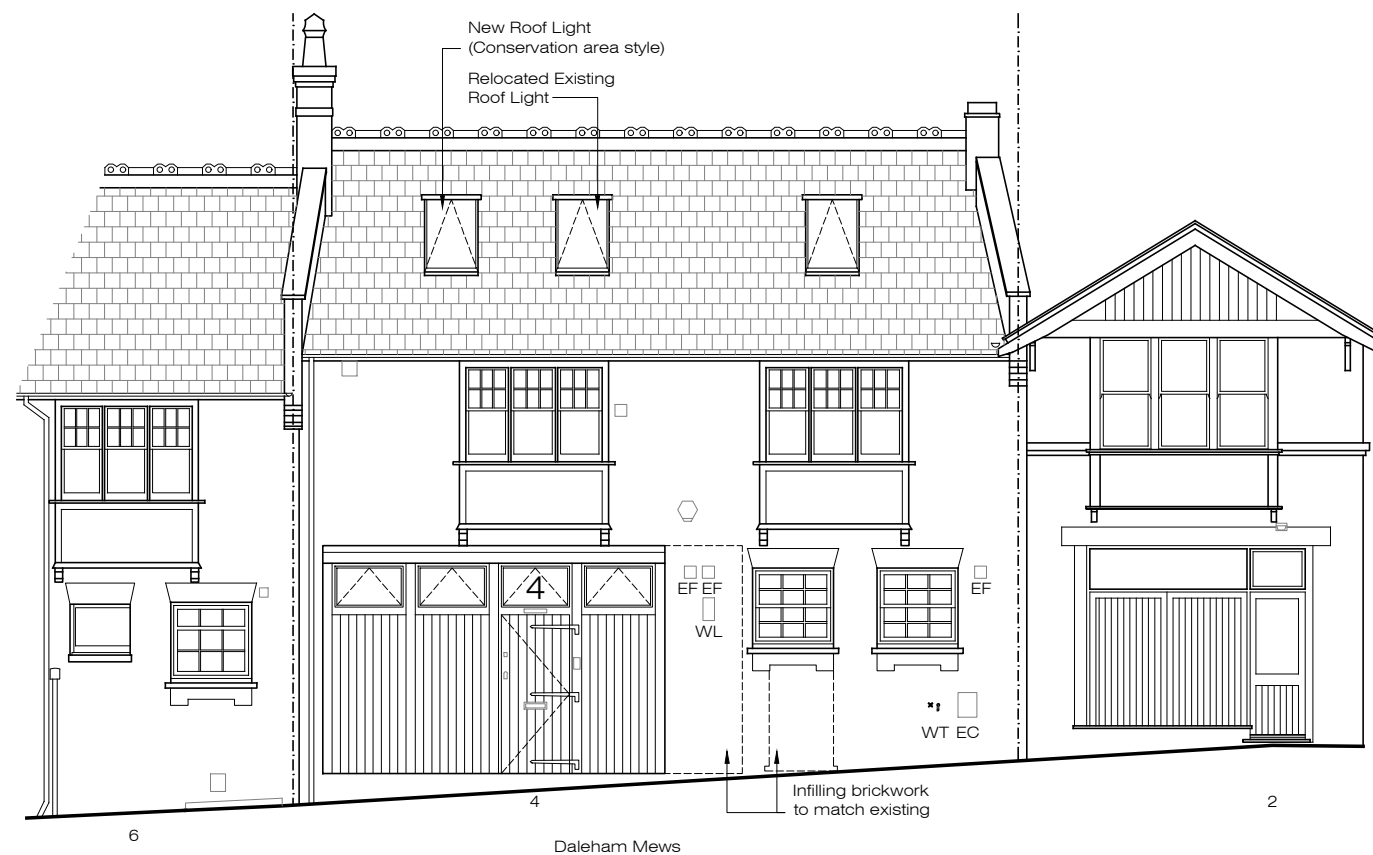 New Roof Light
(Conservation area style)
Relocated Existing
Roof Light
4
EF EF
EF
WL
WT EC
Infilling brickwork
to match existing
4
2
6
Daleham Mews